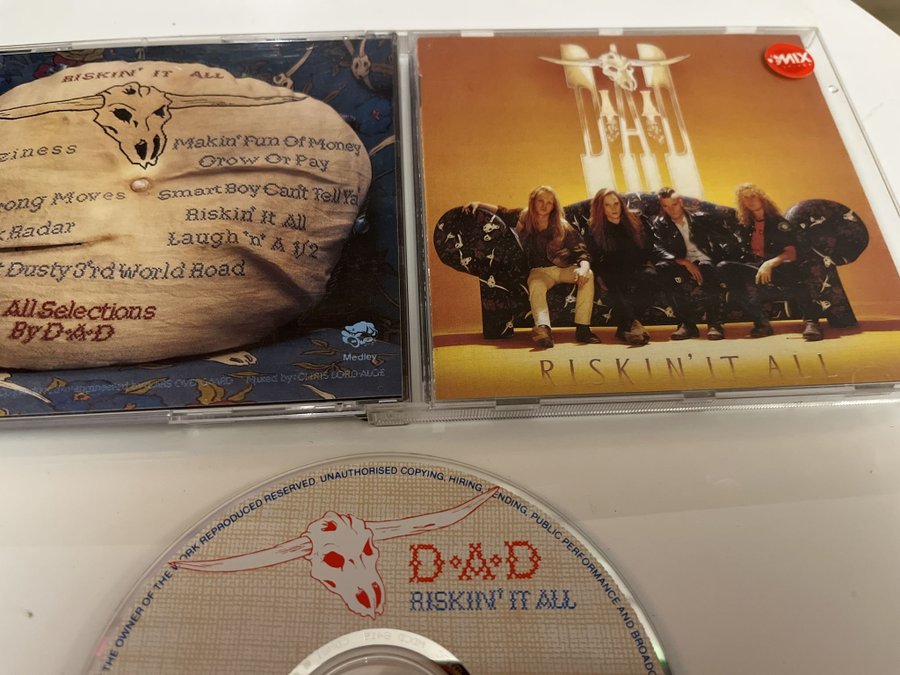 RISKIN' IT ALL
ziness
Makin' Fun Of Money
Grow Or Pay
rong Moves
Smart Boy Can't Tell Ya'
Radar
Riskin' It All
Laugh 'n' A 1/2
Dusty 3'rd World Road
All Selections
By D•A•D
Medley
Mixed by: CHRIS LORD-ALGE
MIX
D•A•D
RISKIN' IT ALL
THE OWNER OF THE WORK REPRODUCED RESERVED. UNAUTHORISED COPYING, HIRING, LENDING, PUBLIC PERFORMANCE AND BROADC
D•A•D
RISKIN' IT ALL